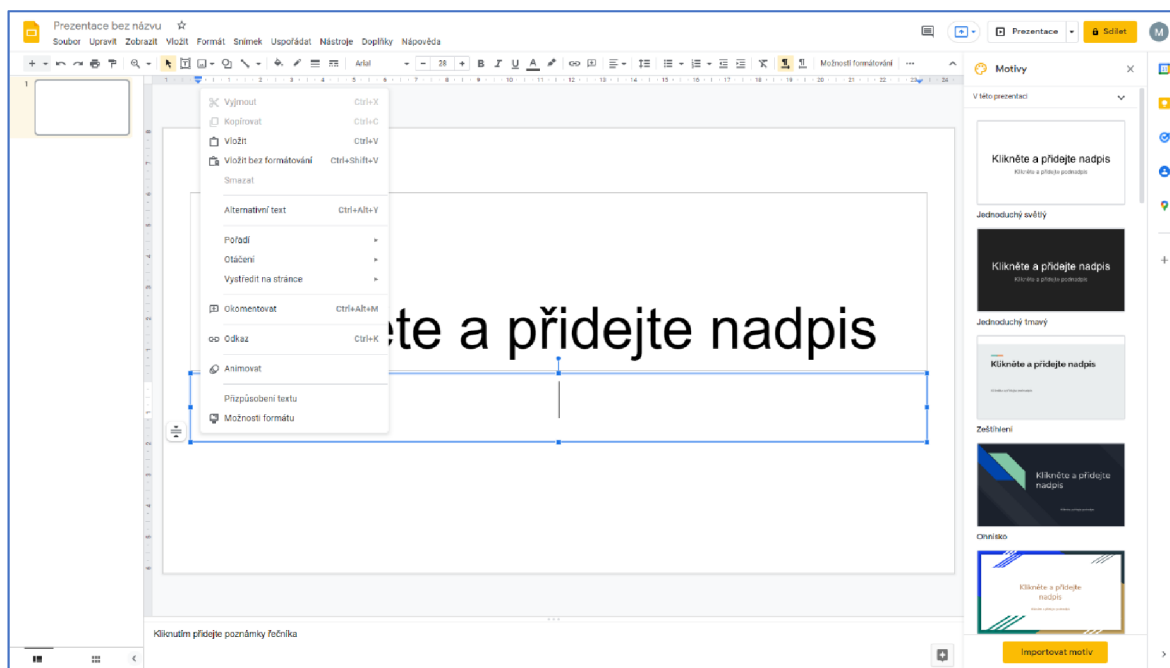 Prezentace bez názvu
Soubor Upravit Zobrazit Vložit Formát Snímek Uspořádat Nástroje Doplňky Nápověda
Prezentace
Sdílet
M
Arial
28
B I U A
Možnosti formátování
1
Vyjmout Ctrl+X
Kopírovat Ctrl+C
Vložit Ctrl+V
Vložit bez formátování Ctrl+Shift+V
Smazat
Alternativní text Ctrl+Alt+Y
Pořadí
Otáčení
Vystředit na stránce
Okomentovat Ctrl+Alt+M
Odkaz Ctrl+K
Animovat
Přizpůsobení textu
Možnosti formátu
ěte a přidejte nadpis
Kliknutím přidejte poznámky řečníka
Motivy
V této prezentaci
Klikněte a přidejte nadpis
Klikněte a přidejte podnadpis
Jednoduchý světlý
Klikněte a přidejte nadpis
Klikněte a přidejte podnadpis
Jednoduchý tmavý
Klikněte a přidejte nadpis
Zeštíhlení
Klikněte a přidejte
nadpis
Ohnisko
Klikněte a přidejte
nadpis
Importovat motiv